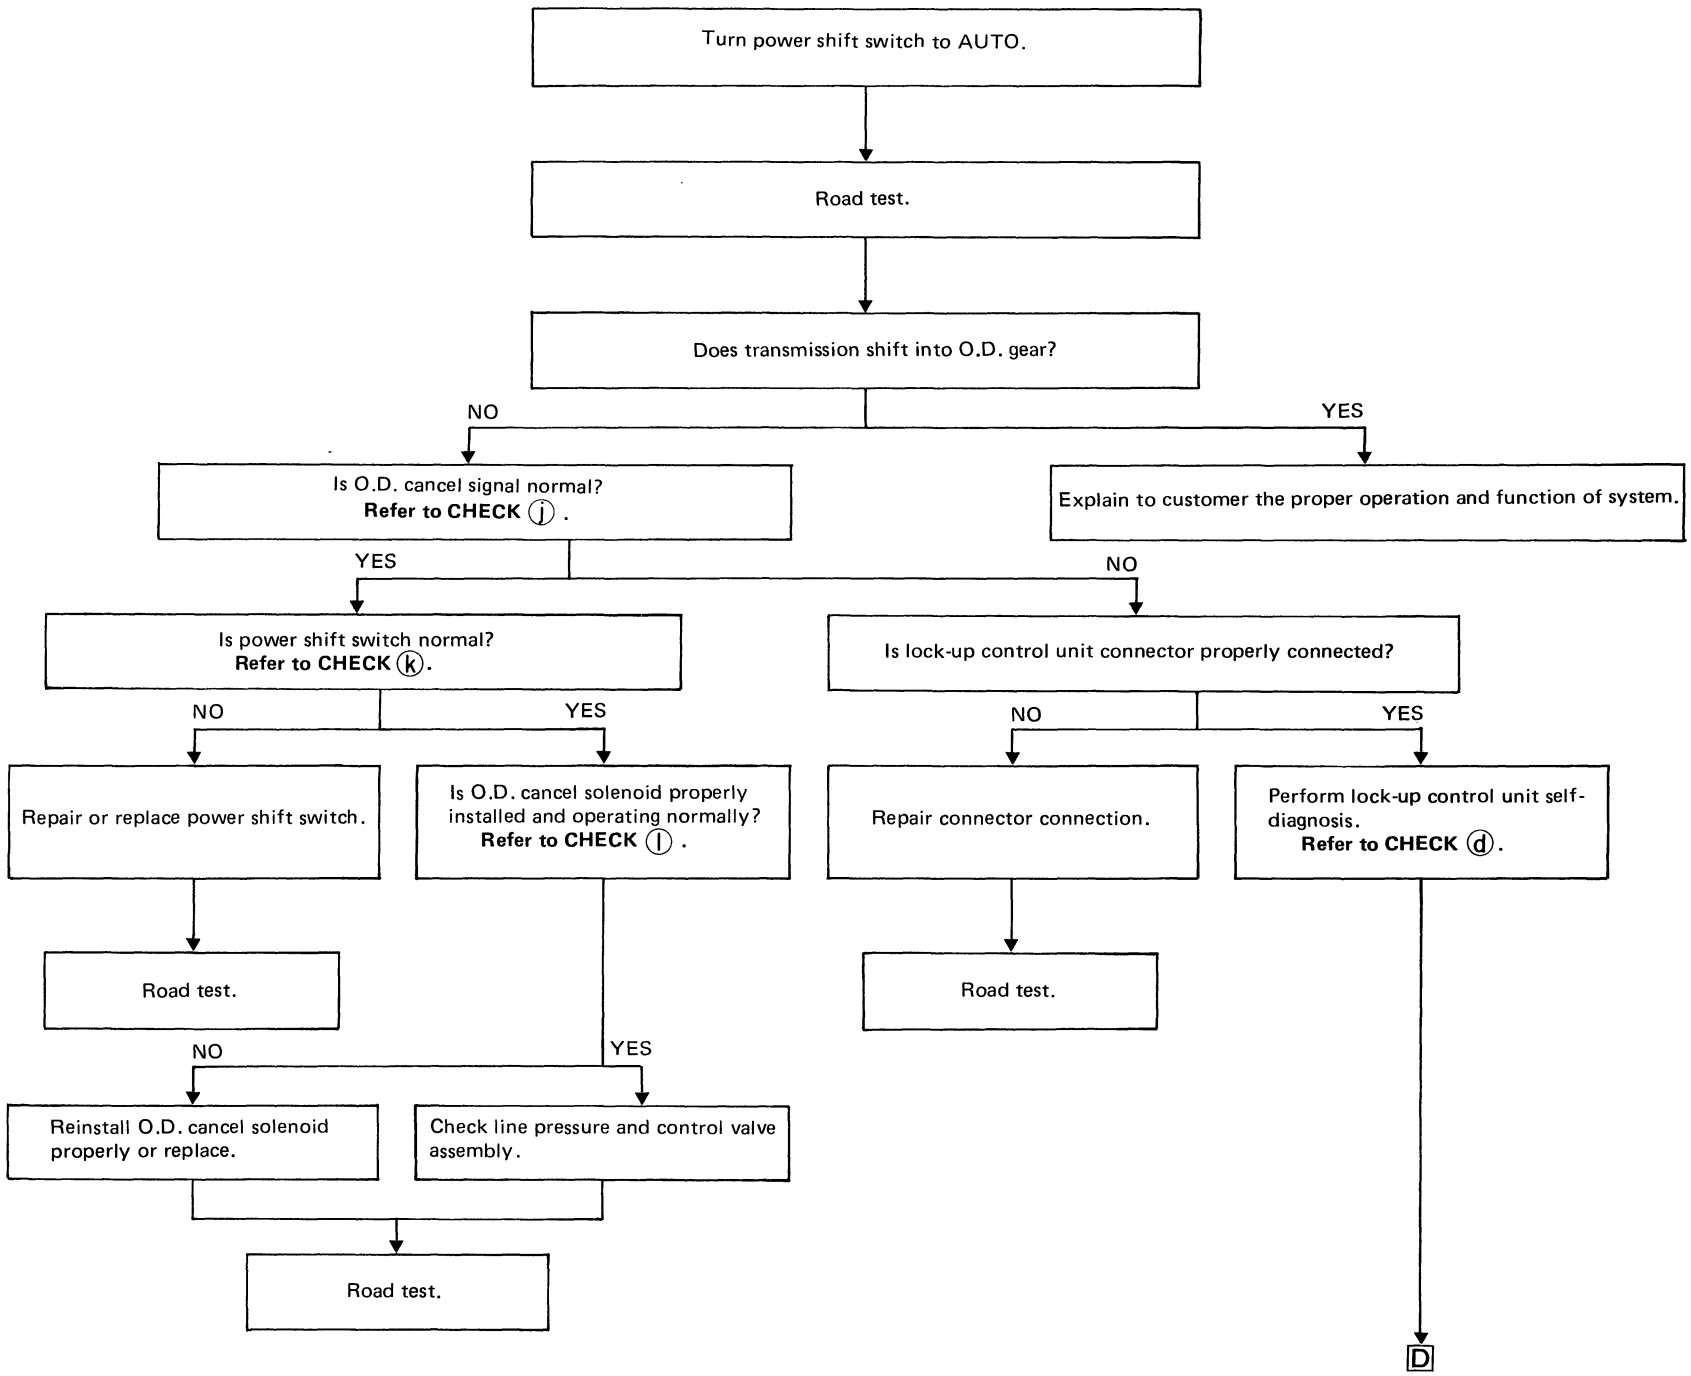 Turn power shift switch to AUTO.
Road test.
Does transmission shift into O.D. gear?
NO
YES
Is O.D. cancel signal normal?
Refer to CHECK ⓙ .
Explain to customer the proper operation and function of system.
YES
NO
Is power shift switch normal?
Refer to CHECK ⓚ.
Is lock-up control unit connector properly connected?
NO
YES
NO
YES
Repair or replace power shift switch.
Is O.D. cancel solenoid properly
installed and operating normally?
Refer to CHECK ⓛ .
Repair connector connection.
Perform lock-up control unit self-
diagnosis.
Refer to CHECK ⓓ.
Road test.
Road test.
NO
YES
Reinstall O.D. cancel solenoid
properly or replace.
Check line pressure and control valve
assembly.
Road test.
D